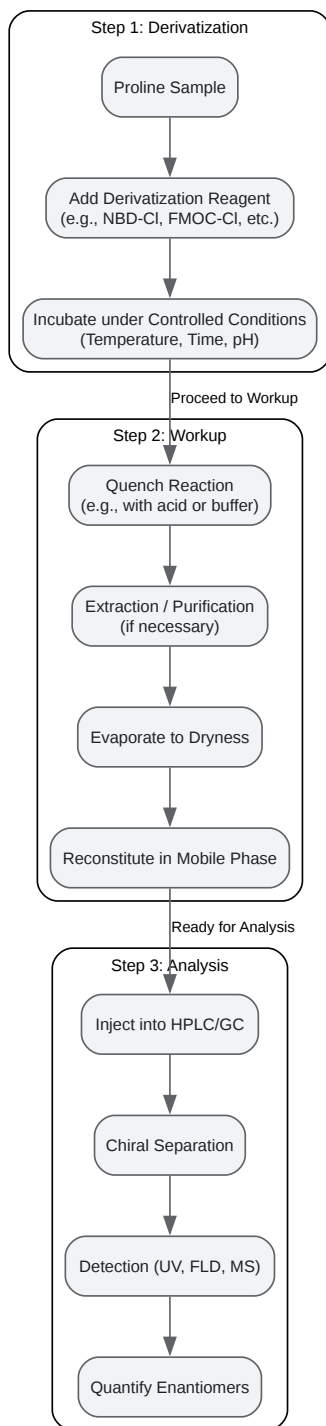 Step 1: Derivatization
Proline Sample
Add Derivatization Reagent
(e.g., NBD-Cl, FMOC-Cl, etc.)
Incubate under Controlled Conditions
(Temperature, Time, pH)
Proceed to Workup
Step 2: Workup
Quench Reaction
(e.g., with acid or buffer)
Extraction / Purification
(if necessary)
Evaporate to Dryness
Reconstitute in Mobile Phase
Ready for Analysis
Step 3: Analysis
Inject into HPLC/GC
Chiral Separation
Detection (UV, FLD, MS)
Quantify Enantiomers